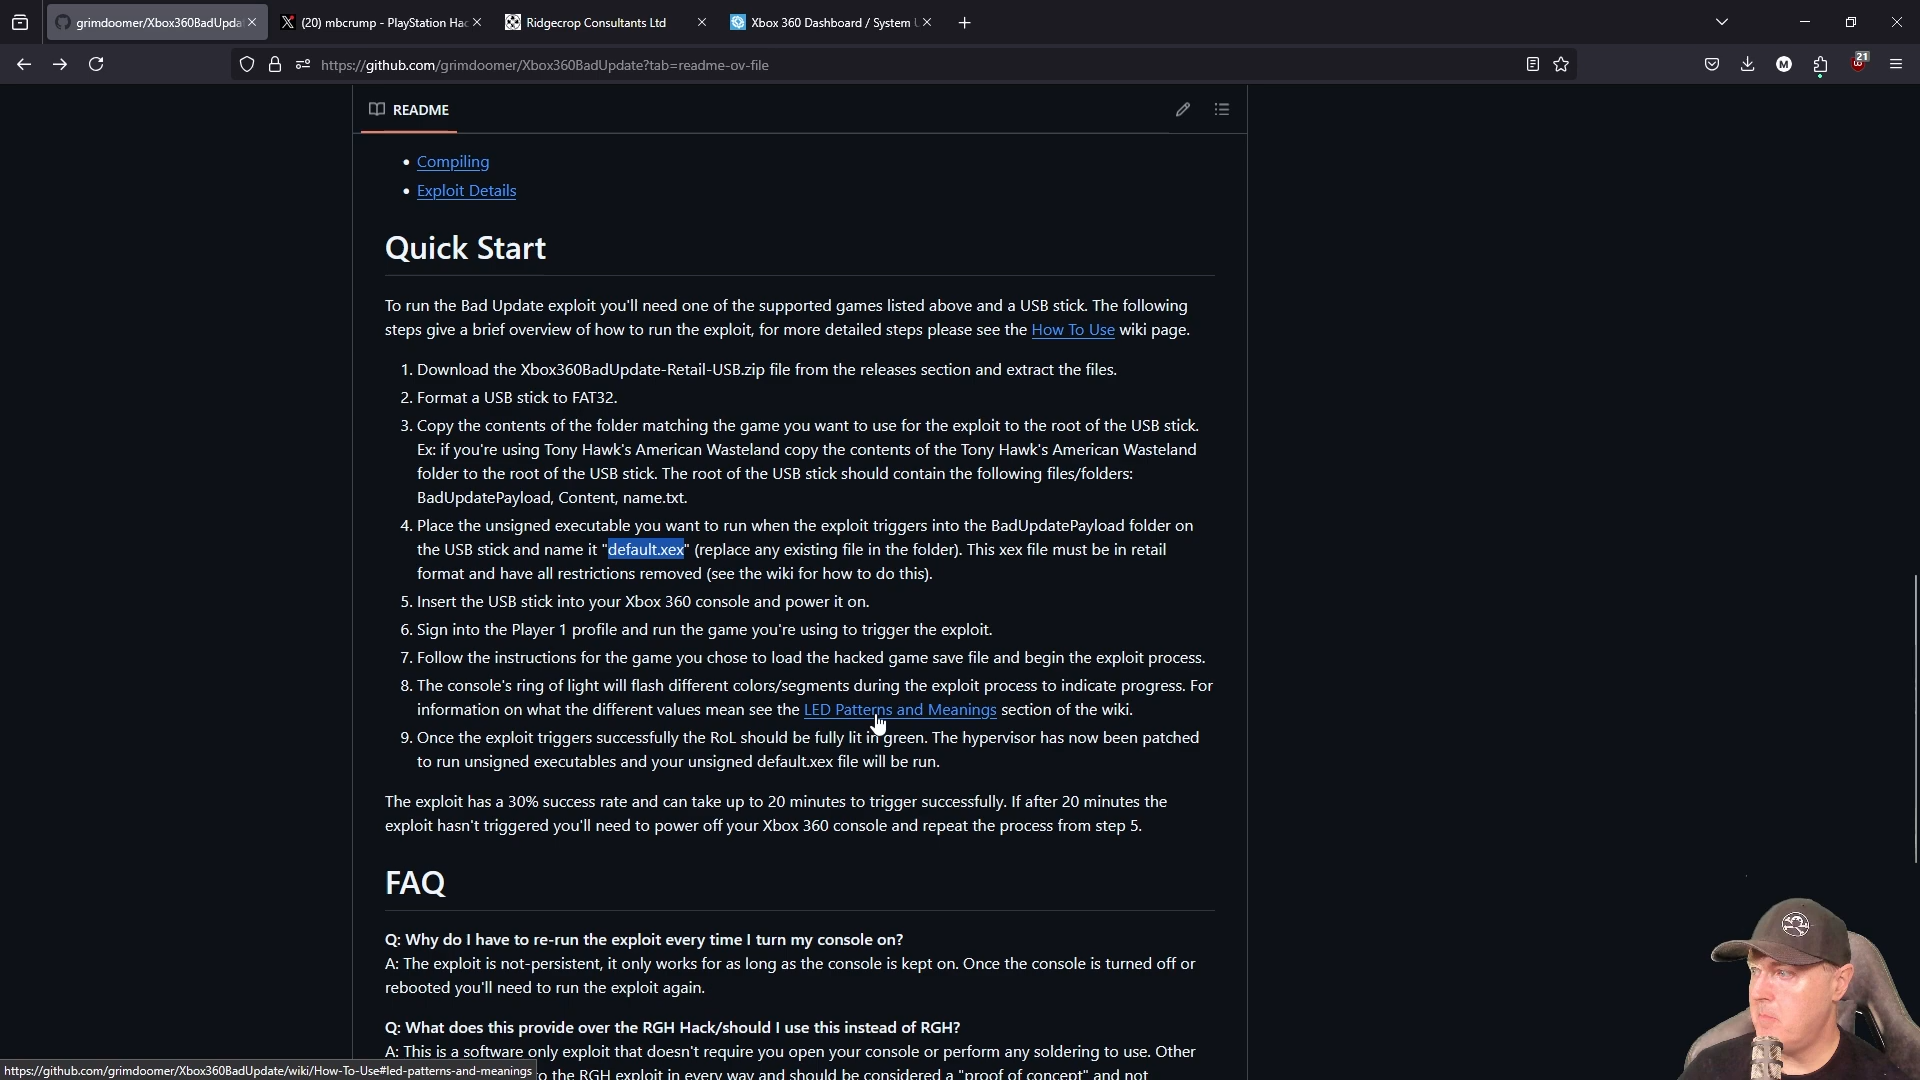 grimdoomer/Xbox360BadUpda
(20) mbcrump - PlayStation Hac
Ridgecrop Consultants Ltd
Xbox 360 Dashboard / System
https://github.com/grimdoomer/Xbox360BadUpdate?tab=readme-ov-file
M
21
README
Compiling
Exploit Details
Quick Start
To run the Bad Update exploit you'll need one of the supported games listed above and a USB stick. The following
steps give a brief overview of how to run the exploit, for more detailed steps please see the How To Use wiki page.
1. Download the Xbox360BadUpdate-Retail-USB.zip file from the releases section and extract the files.
2. Format a USB stick to FAT32.
3. Copy the contents of the folder matching the game you want to use for the exploit to the root of the USB stick.
Ex: if you're using Tony Hawk's American Wasteland copy the contents of the Tony Hawk's American Wasteland
folder to the root of the USB stick. The root of the USB stick should contain the following files/folders:
BadUpdatePayload, Content, name.txt.
4. Place the unsigned executable you want to run when the exploit triggers into the BadUpdatePayload folder on
the USB stick and name it "default.xex" (replace any existing file in the folder). This xex file must be in retail
format and have all restrictions removed (see the wiki for how to do this).
5. Insert the USB stick into your Xbox 360 console and power it on.
6. Sign into the Player 1 profile and run the game you're using to trigger the exploit.
7. Follow the instructions for the game you chose to load the hacked game save file and begin the exploit process.
8. The console's ring of light will flash different colors/segments during the exploit process to indicate progress. For
information on what the different values mean see the LED Patterns and Meanings section of the wiki.
9. Once the exploit triggers successfully the RoL should be fully lit in green. The hypervisor has now been patched
to run unsigned executables and your unsigned default.xex file will be run.
The exploit has a 30% success rate and can take up to 20 minutes to trigger successfully. If after 20 minutes the
exploit hasn't triggered you'll need to power off your Xbox 360 console and repeat the process from step 5.
FAQ
Q: Why do I have to re-run the exploit every time I turn my console on?
A: The exploit is not-persistent, it only works for as long as the console is kept on. Once the console is turned off or
rebooted you'll need to run the exploit again.
Q: What does this provide over the RGH Hack/should I use this instead of RGH?
A: This is a software only exploit that doesn't require you open your console or perform any soldering to use. Other
https://github.com/grimdoomer/Xbox360BadUpdate/wiki/How-To-Use#led-patterns-and-meanings
to the RGH exploit in every way and should be considered a "proof of concept" and not